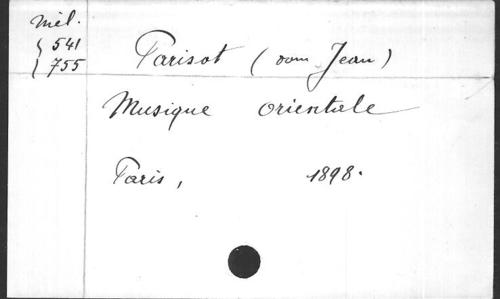 Mél.
541
755
Parisot (dom Jean)
Musique orientale
Paris, 1898.